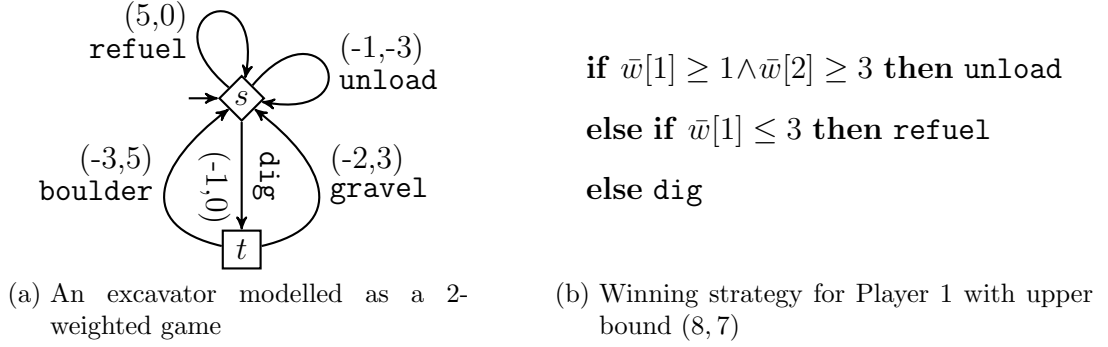 (5,0)
refuel
(-1,-3)
unload
s
(-3,5)
boulder
(-1,0)
dig
(-2,3)
gravel
t
(a) An excavator modelled as a 2-
weighted game
if w̄[1] ≥ 1∧w̄[2] ≥ 3 then unload
else if w̄[1] ≤ 3 then refuel
else dig
(b) Winning strategy for Player 1 with upper
bound (8, 7)